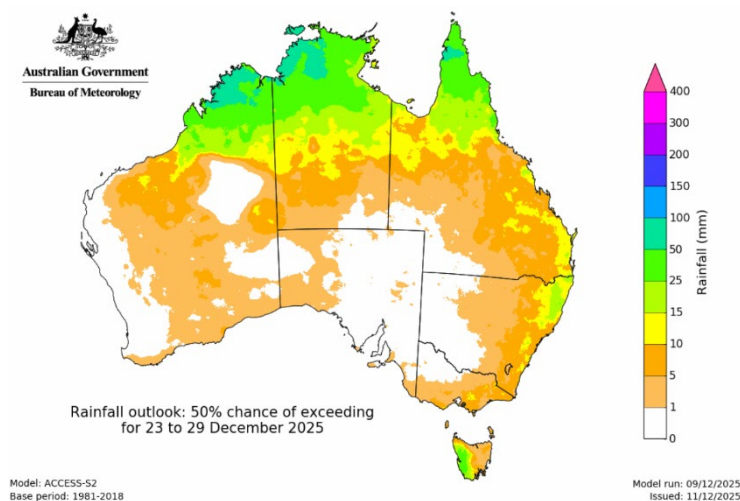 Australian Government
Bureau of Meteorology
400
300
200
150
100
50
25
15
10
5
1
0
Rainfall (mm)
Rainfall outlook: 50% chance of exceeding
for 23 to 29 December 2025
Model: ACCESS-S2
Base period: 1981-2018
Model run: 09/12/2025
Issued: 11/12/2025